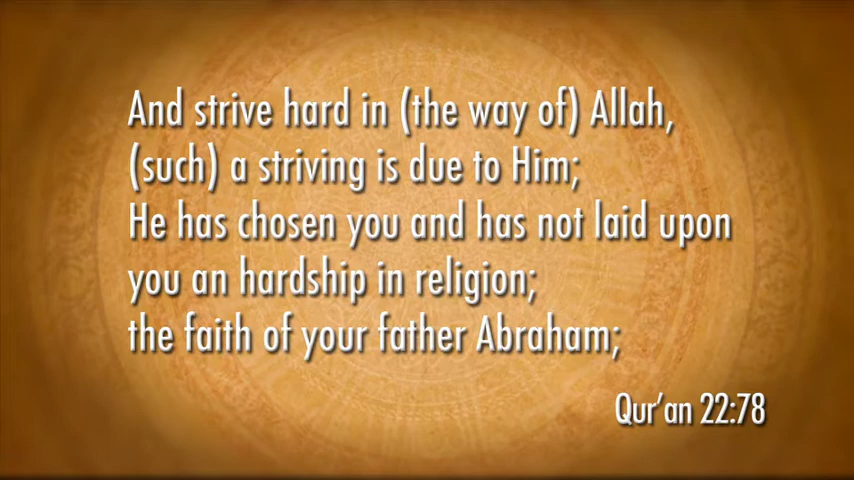 And strive hard in (the way of) Allah,
(such) a striving is due to Him;
He has chosen you and has not laid upon
you an hardship in religion;
the faith of your father Abraham;
Qur'an 22:78